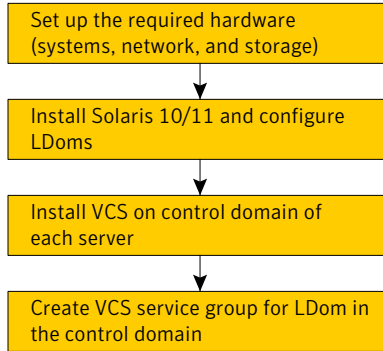 Set up the required hardware
(systems, network, and storage)
Install Solaris 10/11 and configure
LDoms
Install VCS on control domain of
each server
Create VCS service group for LDom in
the control domain